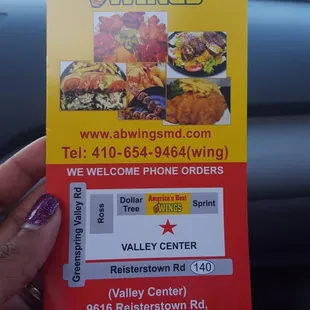 WINGS
www.abwingsmd.com
Tel: 410-654-9464(wing)
WE WELCOME PHONE ORDERS
Greenspring Valley Rd
Ross
Dollar Tree
America's Best
WINGS
Sprint
VALLEY CENTER
Reisterstown Rd 140
(Valley Center)
9616 Reisterstown Rd,